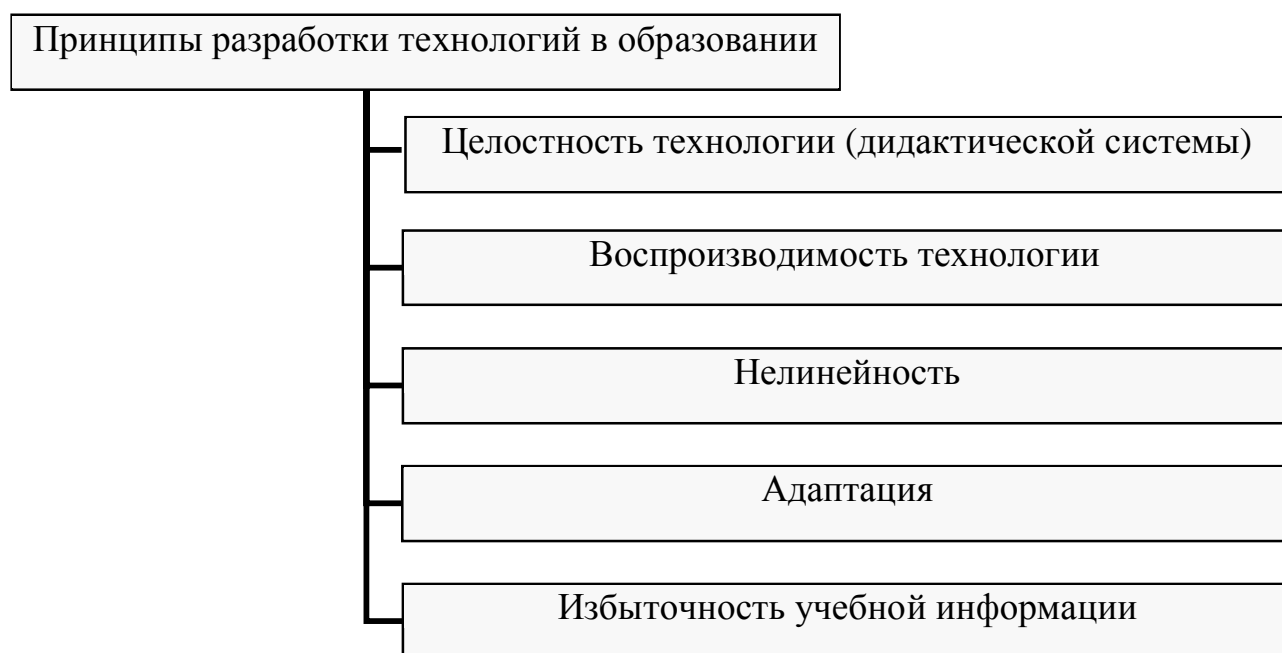 Принципы разработки технологий в образовании
Целостность технологии (дидактической системы)
Воспроизводимость технологии
Нелинейность
Адаптация
Избыточность учебной информации